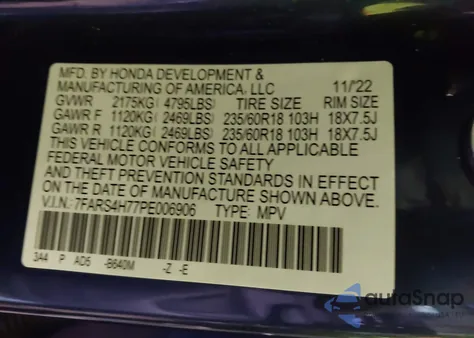 MFD. BY HONDA DEVELOPMENT &
MANUFACTURING OF AMERICA, LLC 11/'22
GVWR 2175KG(4795LBS) TIRE SIZE RIM SIZE
GAWR F 1120KG(2469LBS) 235/60R18 103H 18X7.5J
GAWR R 1120KG(2469LBS) 235/60R18 103H 18X7.5J
THIS VEHICLE CONFORMS TO ALL APPLICABLE
FEDERAL MOTOR VEHICLE SAFETY
AND THEFT PREVENTION STANDARDS IN EFFECT
ON THE DATE OF MANUFACTURE SHOWN ABOVE.
V.I.N:7FARS4H77PE006906 TYPE: MPV
3A4 P AD5 -B640M -Z -E
autoSnap